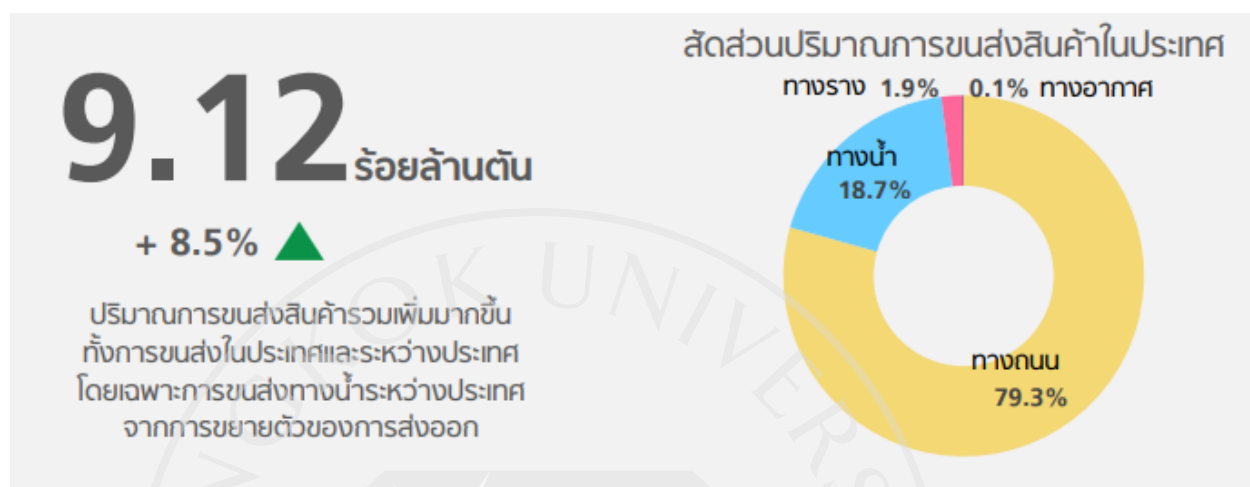 9.12 ร้อยล้านตัน
+ 8.5%
ปริมาณการขนส่งสินค้ารวมเพิ่มมากขึ้น
ทั้งการขนส่งในประเทศและระหว่างประเทศ
โดยเฉพาะการขนส่งทางน้ำระหว่างประเทศ
จากการขยายตัวของการส่งออก
สัดส่วนปริมาณการขนส่งสินค้าในประเทศ
ทางราง 1.9% 0.1% ทางอากาศ
ทางน้ำ
18.7%
ทางถนน
79.3%
NGKOK UNIVERS